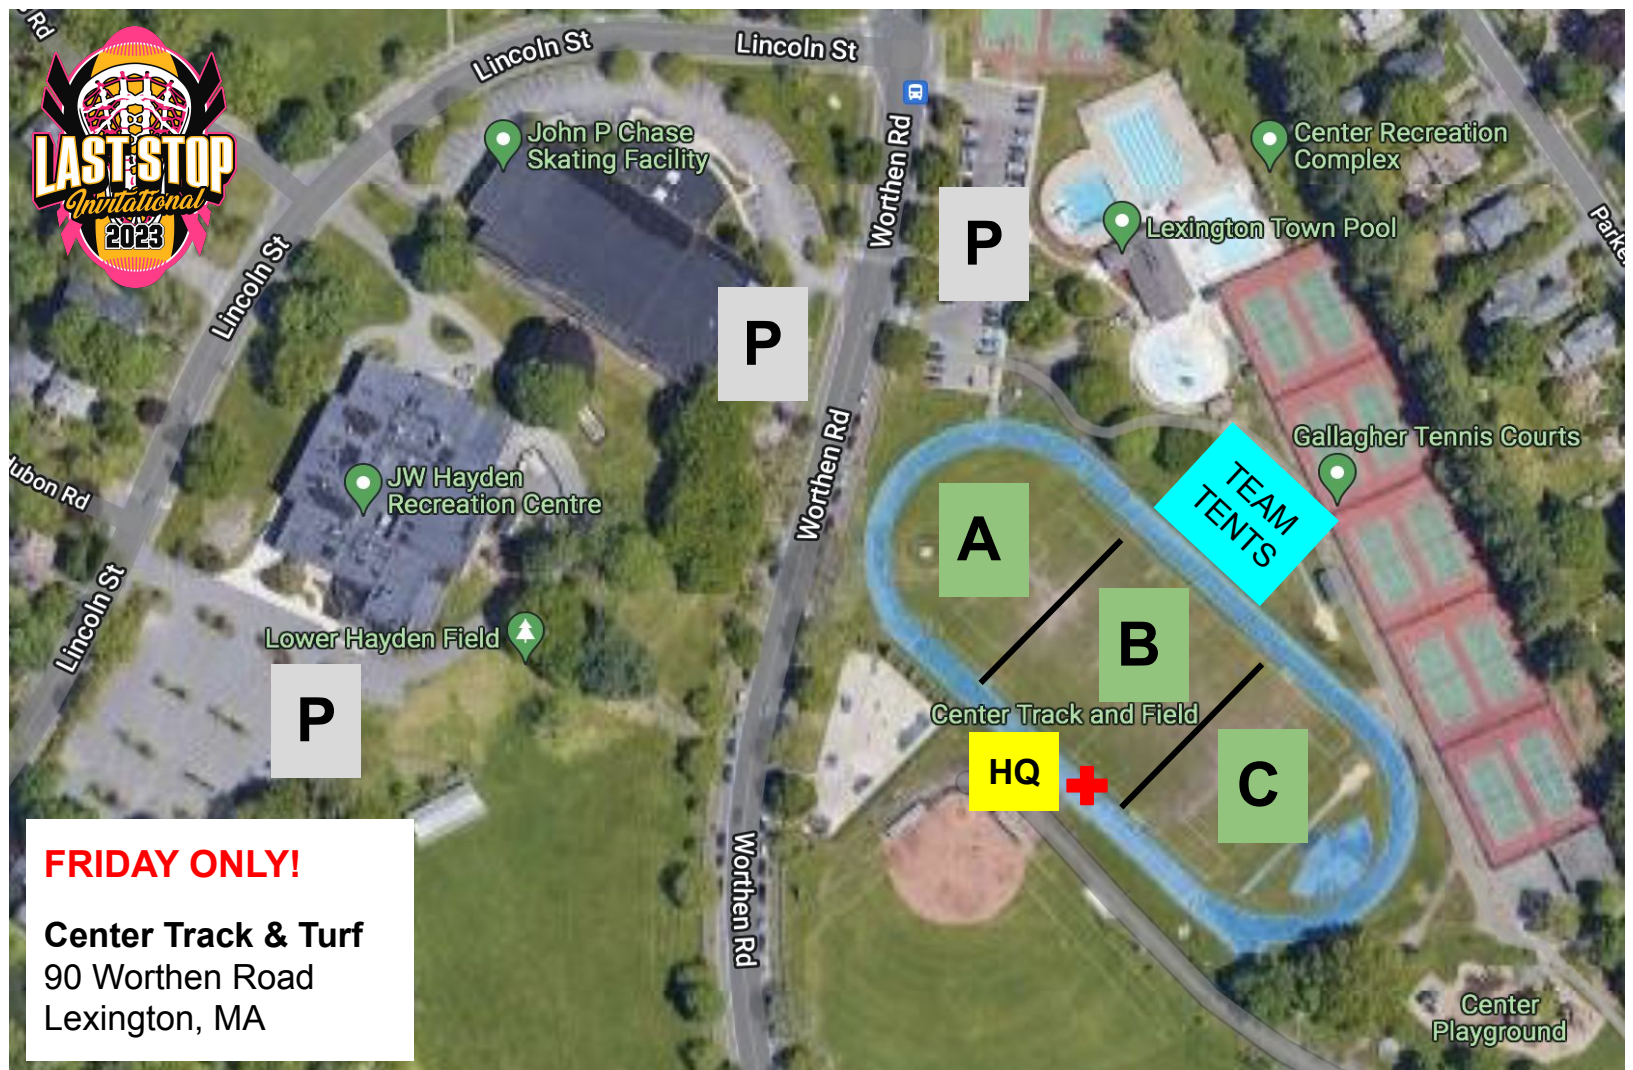 Rd
LAST STOP
Invitational
2023
Lincoln St
Lincoln St
Worthen Rd
John P Chase
Skating Facility
Center Recreation
Complex
P
Lexington Town Pool
Lincoln St
P
Gallagher Tennis Courts
TEAM
TENTS
JW Hayden
Recreation Centre
Worthen Rd
A
B
Lincoln St
Lower Hayden Field
P
Center Track and Field
HQ
C
Worthen Rd
FRIDAY ONLY!
Center Track & Turf
90 Worthen Road
Lexington, MA
Center
Playground